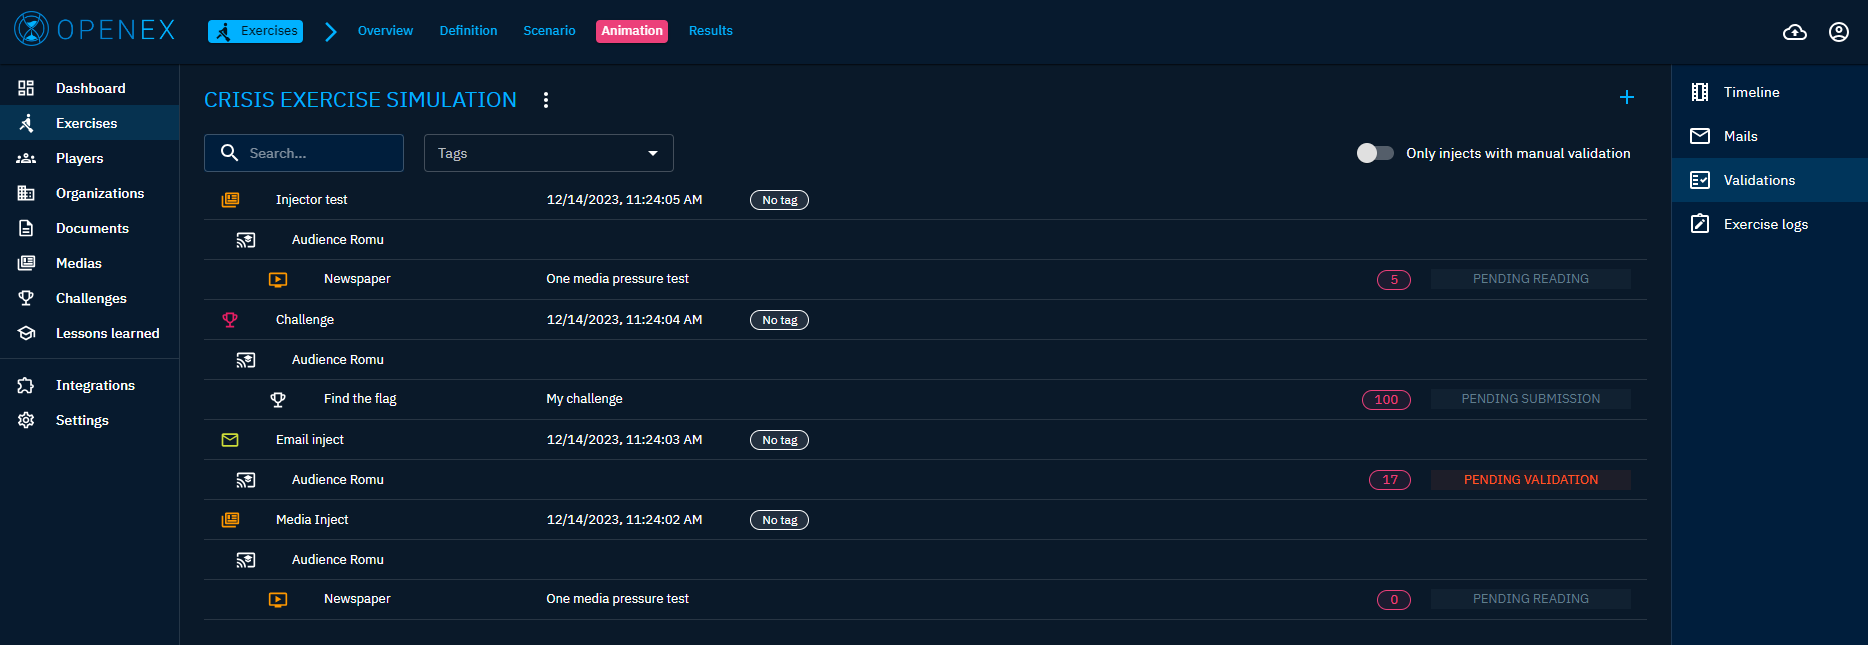 OPENEX
Exercises
Overview
Definition
Scenario
Animation
Results
Dashboard
Exercises
Players
Organizations
Documents
Medias
Challenges
Lessons learned
Integrations
Settings
CRISIS EXERCISE SIMULATION
Search...
Tags
Only injects with manual validation
Injector test 12/14/2023, 11:24:05 AM No tag
Audience Romu
Newspaper One media pressure test 5 PENDING READING
Challenge 12/14/2023, 11:24:04 AM No tag
Audience Romu
Find the flag My challenge 100 PENDING SUBMISSION
Email inject 12/14/2023, 11:24:03 AM No tag
Audience Romu 17 PENDING VALIDATION
Media Inject 12/14/2023, 11:24:02 AM No tag
Audience Romu
Newspaper One media pressure test 0 PENDING READING
Timeline
Mails
Validations
Exercise logs